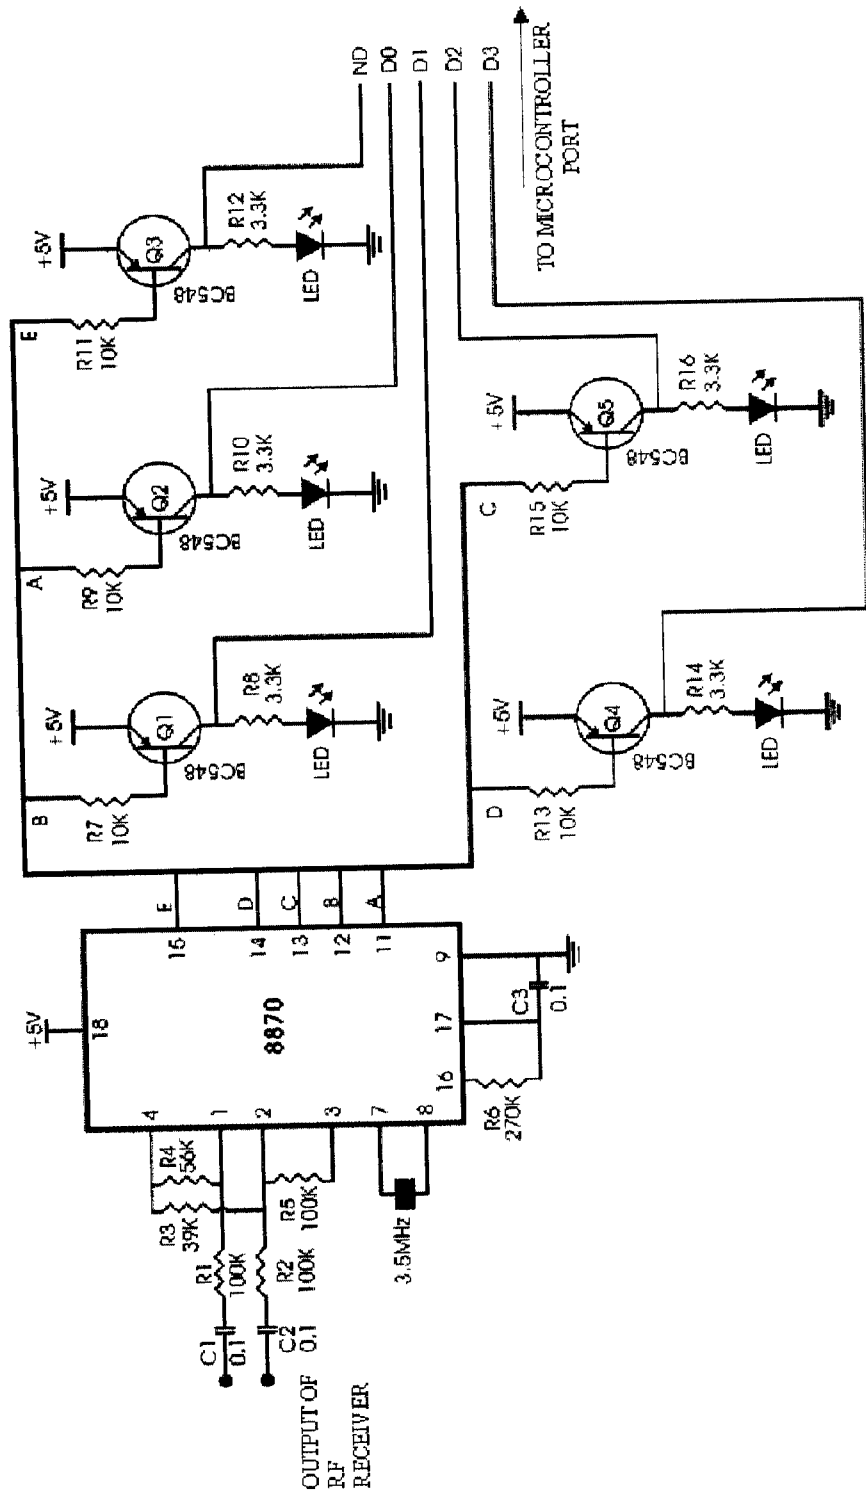 OUTPUT OF
RF
RECEIVER
C1
0.1
C2
0.1
R1
100K
R2
100K
R3
39K
R4
56K
R5
100K
3.5MHz
+5V
18
8870
4
1
2
3
7
8
15
14
13
12
11
16
17
9
R6
270K
C3
0.1
E
D
C
B
A
B
R7
10K
+5V
Q1
BC548
R8
3.3K
LED
A
R9
10K
+5V
Q2
BC548
R10
3.3K
LED
E
R11
10K
+5V
Q3
BC548
R12
3.3K
LED
D
R13
10K
+5V
Q4
BC548
R14
3.3K
LED
C
R15
10K
+5V
Q5
BC548
R16
3.3K
LED
ND
D0
D1
D2
D3
TO MICROCONTROLLER
PORT